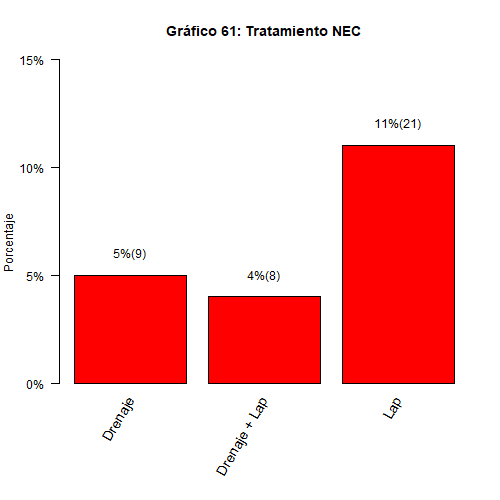 Gráfico 61: Tratamiento NEC
15%
10%
5%
0%
Porcentaje
5%(9)
4%(8)
11%(21)
Drenaje
Drenaje + Lap
Lap